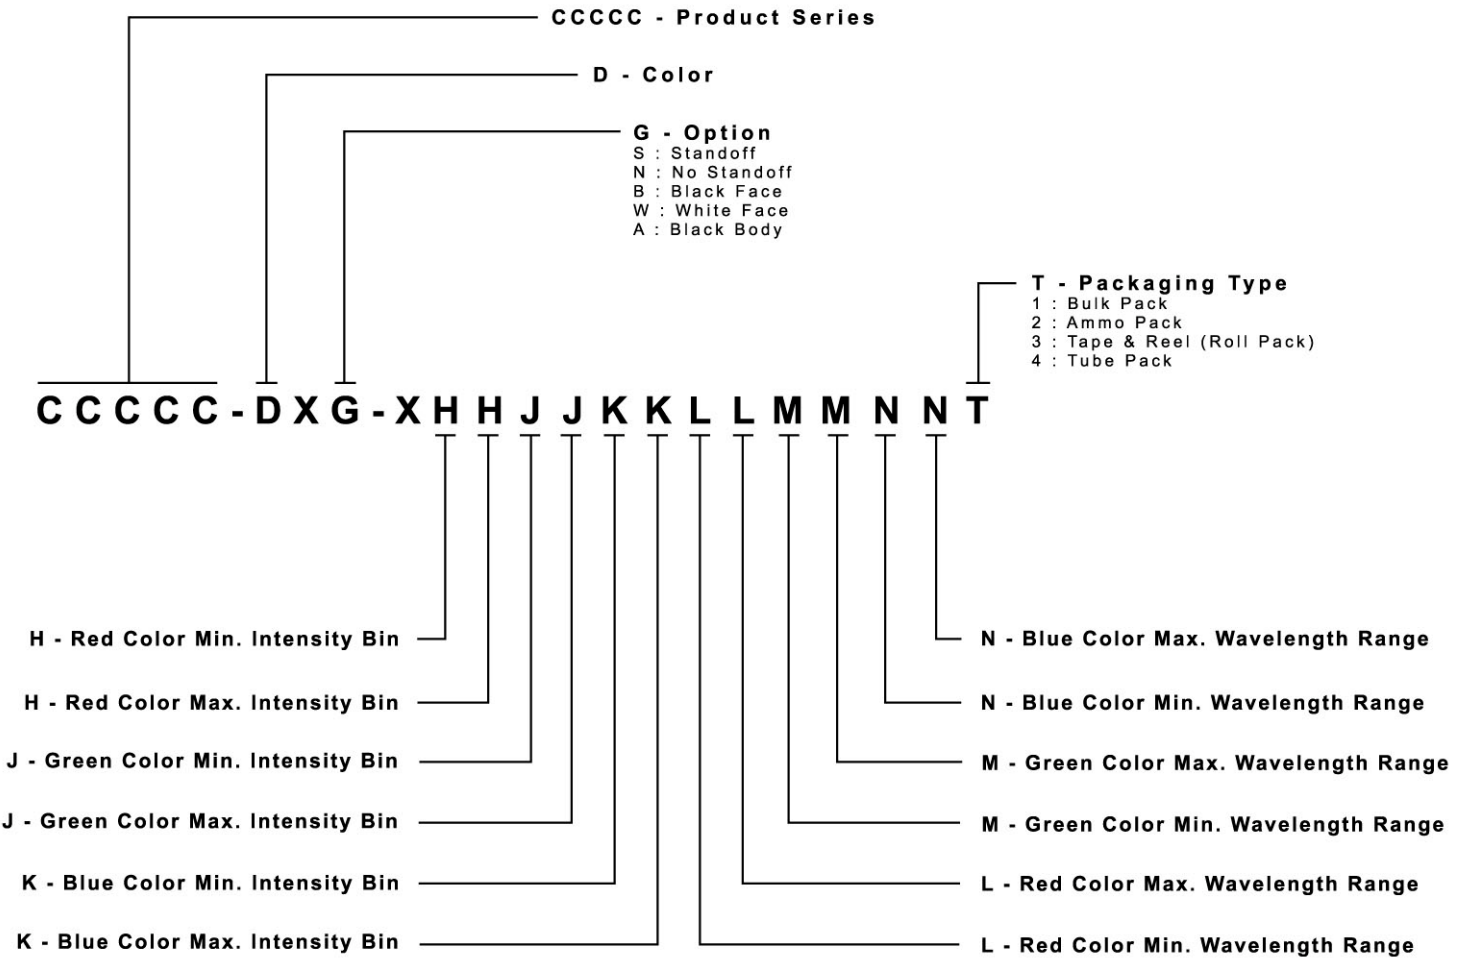 CCCCC - Product Series
D - Color
G - Option
S : Standoff
N : No Standoff
B : Black Face
W : White Face
A : Black Body
T - Packaging Type
1 : Bulk Pack
2 : Ammo Pack
3 : Tape & Reel (Roll Pack)
4 : Tube Pack
C C C C C - D X G - X H H J J K K L L M M N N T
H - Red Color Min. Intensity Bin
N - Blue Color Max. Wavelength Range
H - Red Color Max. Intensity Bin
N - Blue Color Min. Wavelength Range
J - Green Color Min. Intensity Bin
M - Green Color Max. Wavelength Range
J - Green Color Max. Intensity Bin
M - Green Color Min. Wavelength Range
K - Blue Color Min. Intensity Bin
L - Red Color Max. Wavelength Range
K - Blue Color Max. Intensity Bin
L - Red Color Min. Wavelength Range